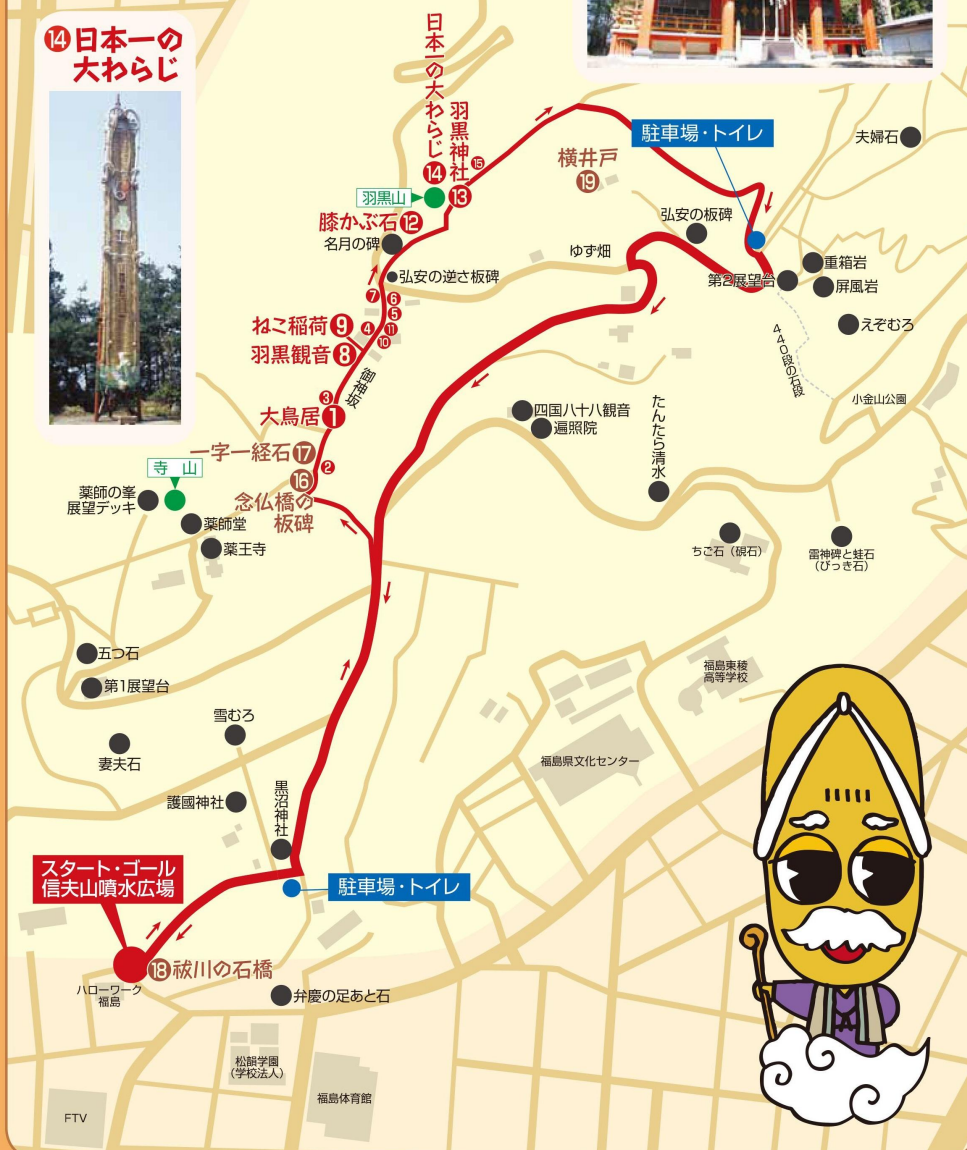 ⑭日本一の
大わらじ
日本一の大わらじ
⑭
羽黒神社
⑬
⑮
羽黒山
膝かぶ石⑫
名月の碑
弘安の逆さ板碑
⑦
⑥
⑤
④
⑪
⑩
ねこ稲荷⑨
羽黒観音⑧
御神坂
③
大鳥居①
一字一経石⑰
②
⑯
念仏橋の
板碑
寺 山
薬師の峯
展望デッキ
薬師堂
薬王寺
横井戸
⑲
駐車場・トイレ
夫婦石
弘安の板碑
ゆず畑
第2展望台
重箱岩
屏風岩
えぞむろ
440段の石段
小金山公園
四国八十八観音
遍照院
たんたら清水
ちご石(硯石)
雷神碑と蛙石
(びっき石)
五つ石
第1展望台
妻夫石
雪むろ
護國神社
黒沼神社
福島東稜
高等学校
福島県文化センター
スタート・ゴール
信夫山噴水広場
駐車場・トイレ
⑱祓川の石橋
ハローワーク
福島
弁慶の足あと石
松韻学園
(学校法人)
福島体育館
FTV